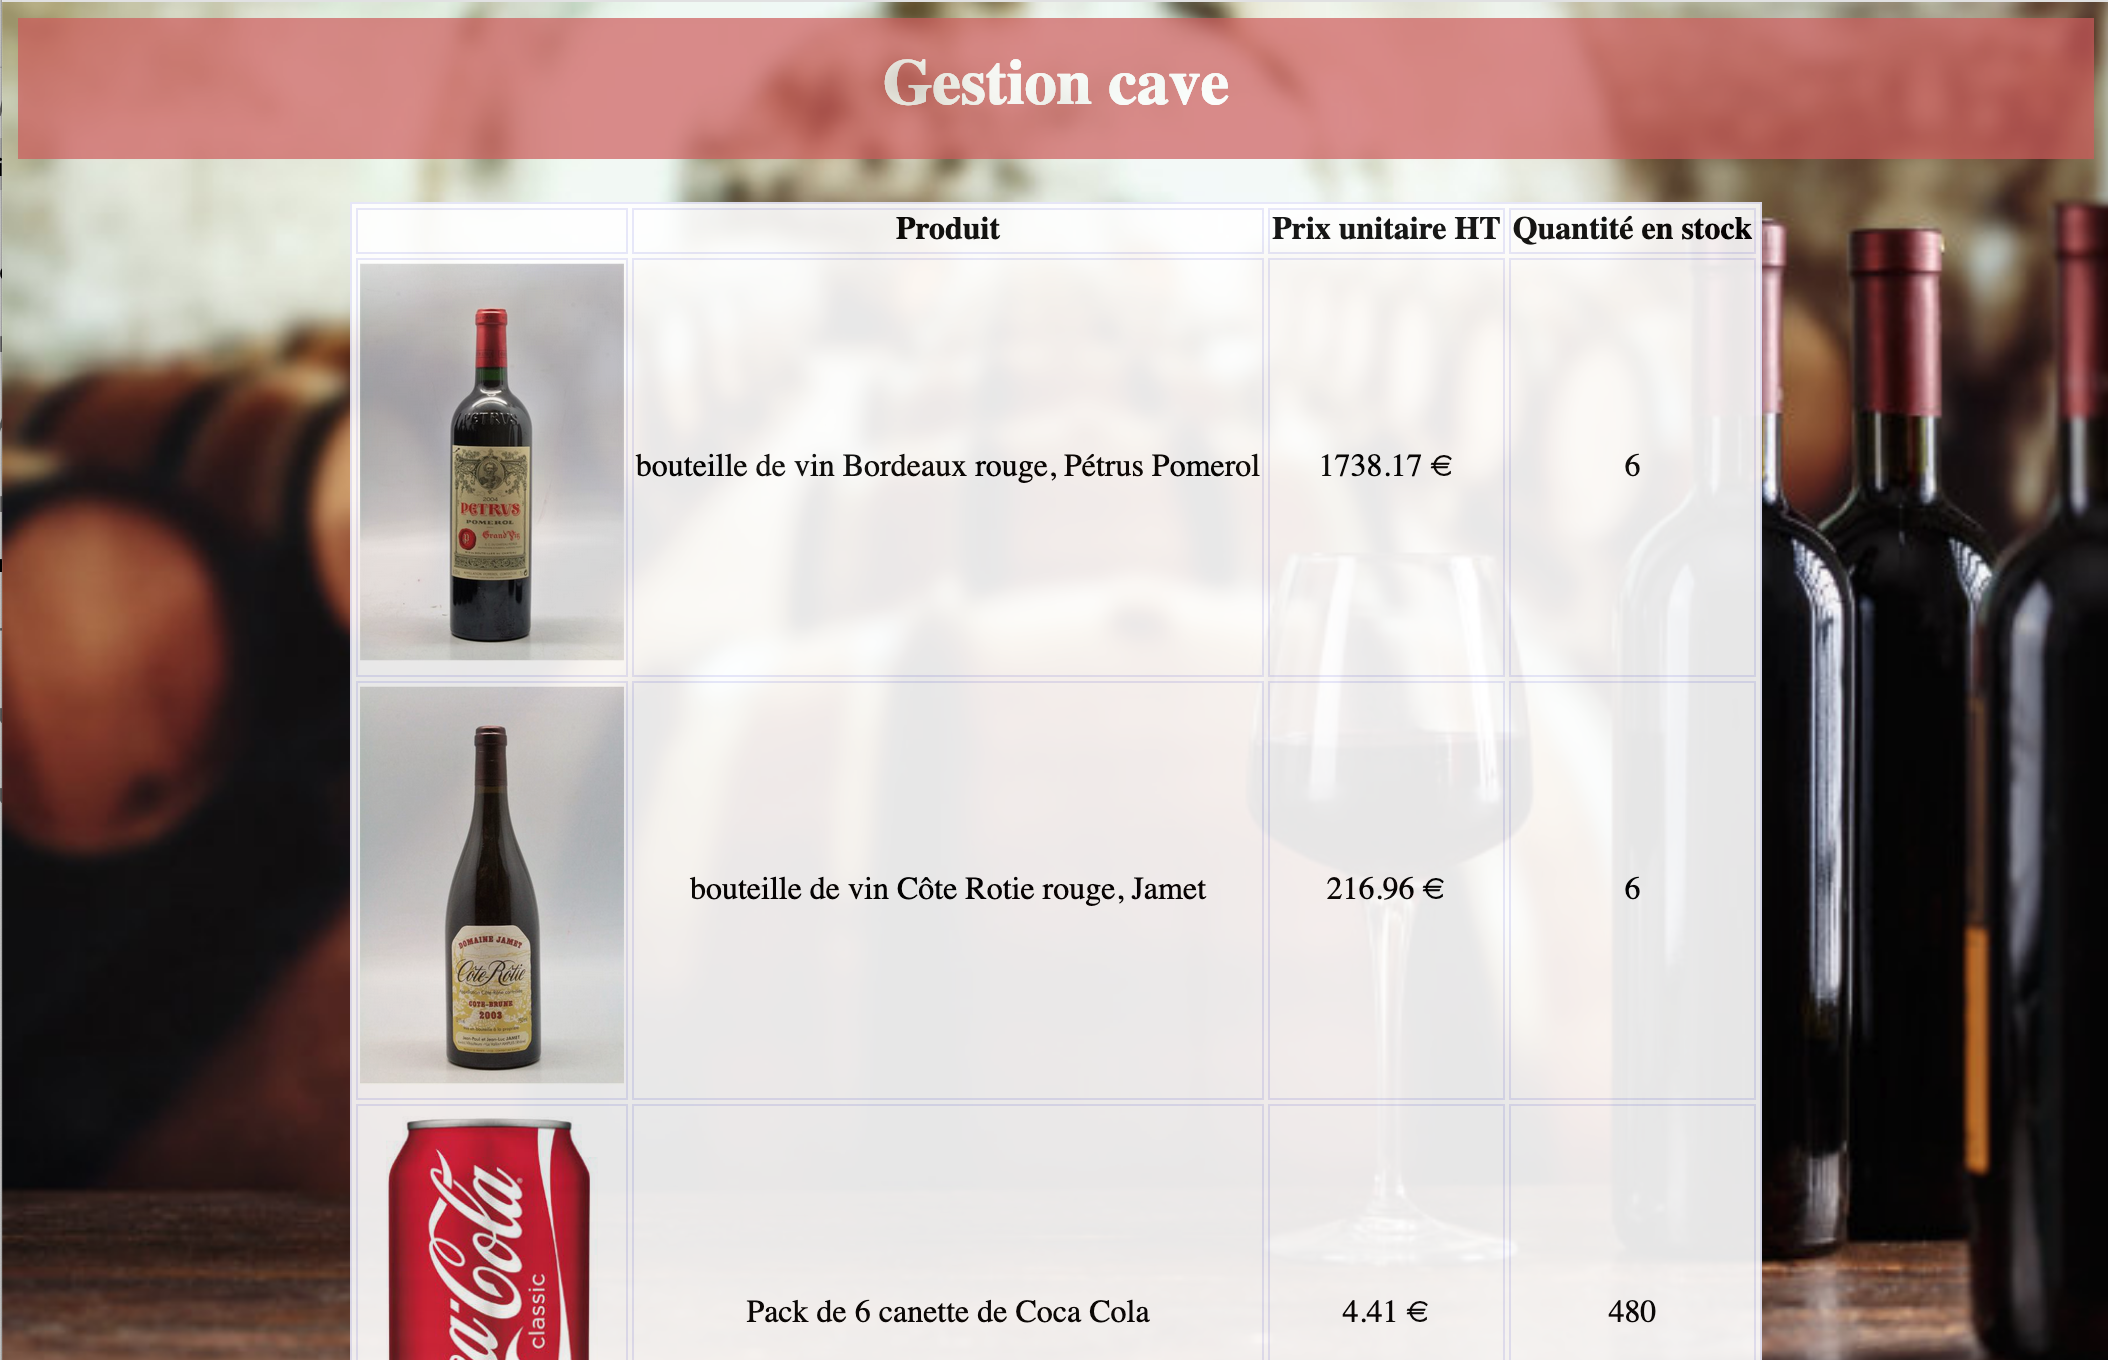 Gestion cave
Produit Prix unitaire HT Quantité en stock
PETRVS
2004
PETRVS
POMEROL
Grand Vin
bouteille de vin Bordeaux rouge, Pétrus Pomerol 1738.17 € 6
DOMAINE JAMET
Côte-Rôtie
COTE-BRUNE
2003
bouteille de vin Côte Rotie rouge, Jamet 216.96 € 6
Cola
classic
Pack de 6 canette de Coca Cola 4.41 € 480